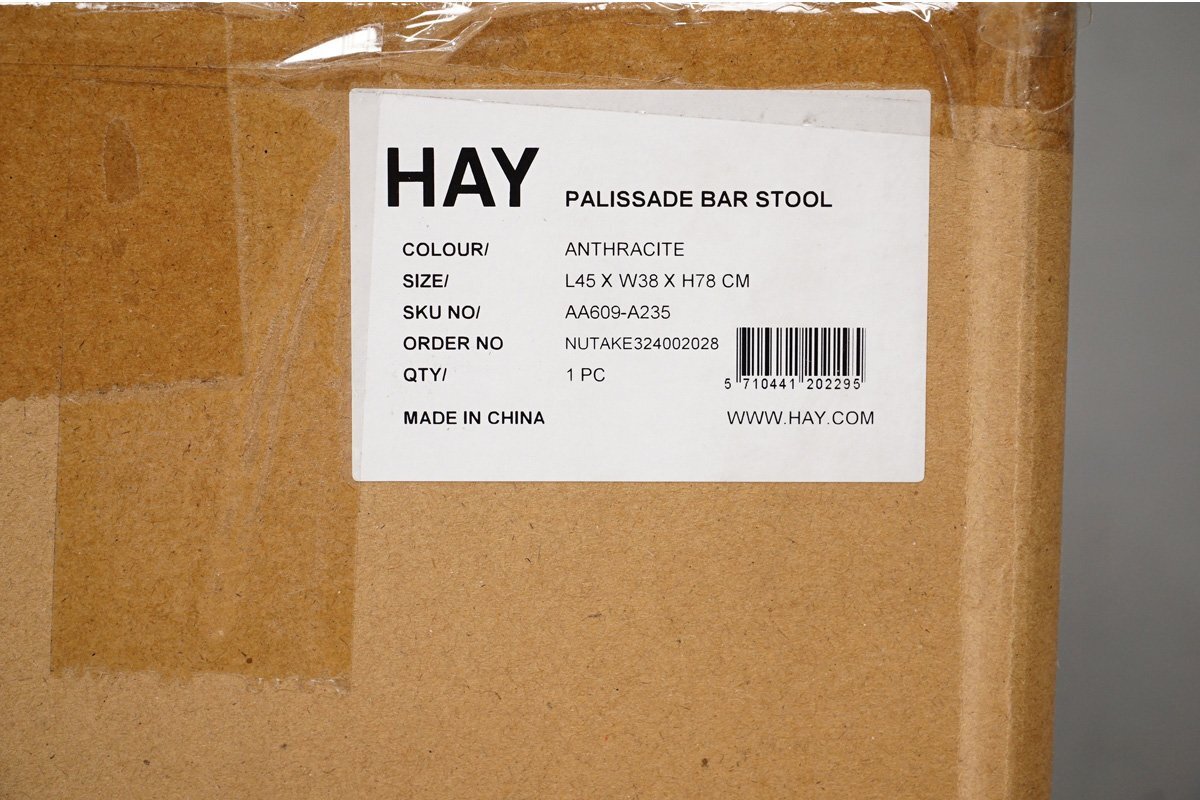 HAY PALISSADE BAR STOOL
COLOUR/ ANTHRACITE
SIZE/ L45 X W38 X H78 CM
SKU NO/ AA609-A235
ORDER NO NUTAKE324002028
QTY/ 1 PC
5 710441 202295
MADE IN CHINA WWW.HAY.COM